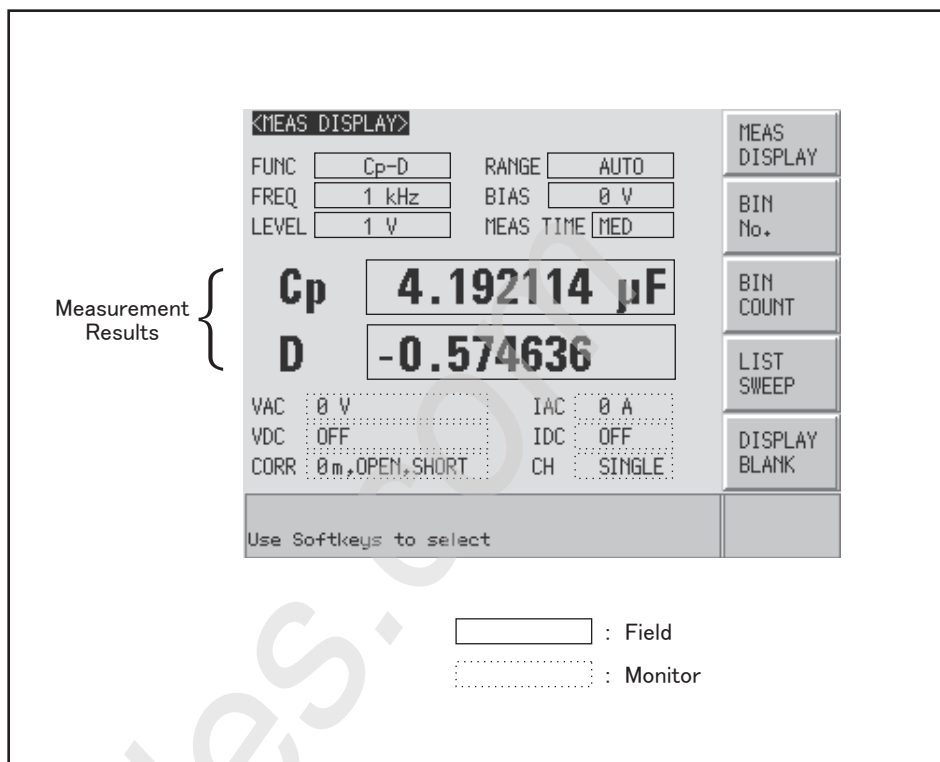 <MEAS DISPLAY>
FUNC Cp-D RANGE AUTO
FREQ 1 kHz BIAS 0 V
LEVEL 1 V MEAS TIME MED
Measurement
Results
Cp 4.192114 µF
D -0.574636
VAC 0 V IAC 0 A
VDC OFF IDC OFF
CORR 0m,OPEN,SHORT CH SINGLE
Use Softkeys to select
MEAS
DISPLAY
BIN
No.
BIN
COUNT
LIST
SWEEP
DISPLAY
BLANK
: Field
: Monitor